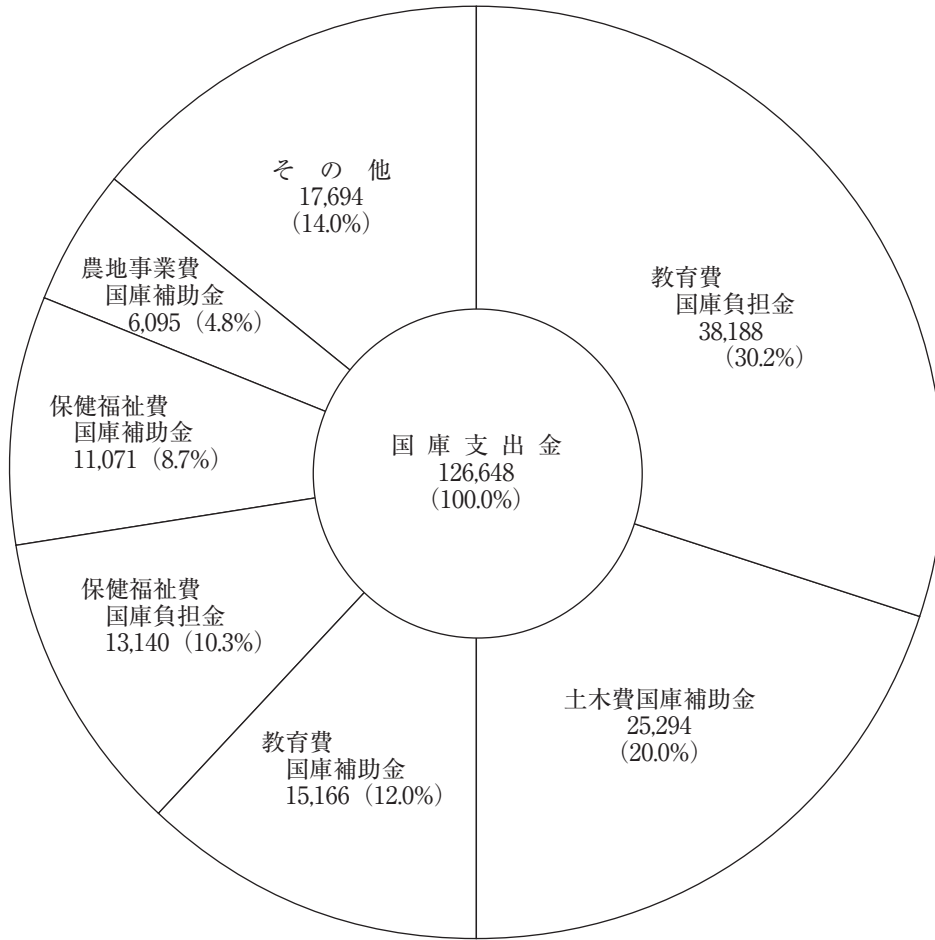 そ の 他
17,694
(14.0%)
教育費
国庫負担金
38,188
(30.2%)
農地事業費
国庫補助金
6,095 (4.8%)
保健福祉費
国庫補助金
11,071 (8.7%)
国 庫 支 出 金
126,648
(100.0%)
保健福祉費
国庫負担金
13,140 (10.3%)
土木費国庫補助金
25,294
(20.0%)
教育費
国庫補助金
15,166 (12.0%)